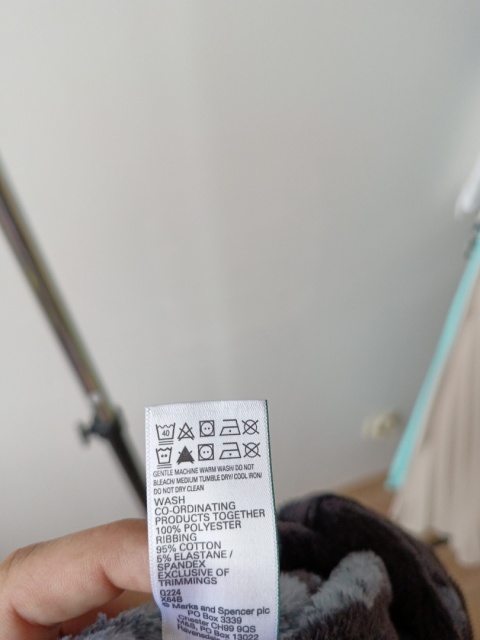 40
GENTLE MACHINE WARM WASH/ DO NOT
BLEACH/ MEDIUM TUMBLE DRY/ COOL IRON/
DO NOT DRY CLEAN
WASH
CO-ORDINATING
PRODUCTS TOGETHER
100% POLYESTER
RIBBING
95% COTTON
5% ELASTANE /
SPANDEX
EXCLUSIVE OF
TRIMMINGS
Q224
X64B
Marks and Spencer plc
PO Box 3339
Chester CH99 9QS
M&S, PO Box 13022